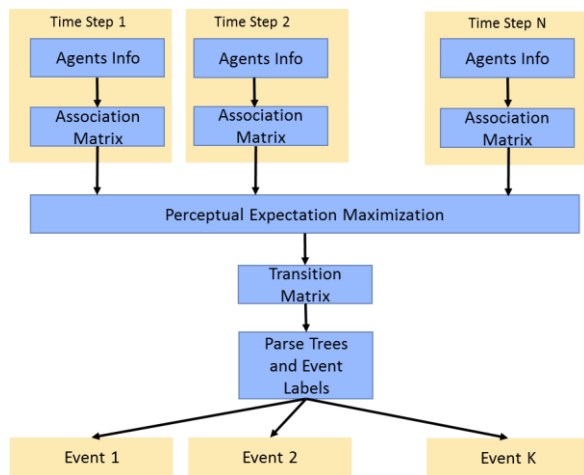 Time Step 1
Time Step 2
Time Step N
Agents Info
Agents Info
Agents Info
Association
Matrix
Association
Matrix
Association
Matrix
Perceptual Expectation Maximization
Transition
Matrix
Parse Trees
and Event
Labels
Event 1
Event 2
Event K